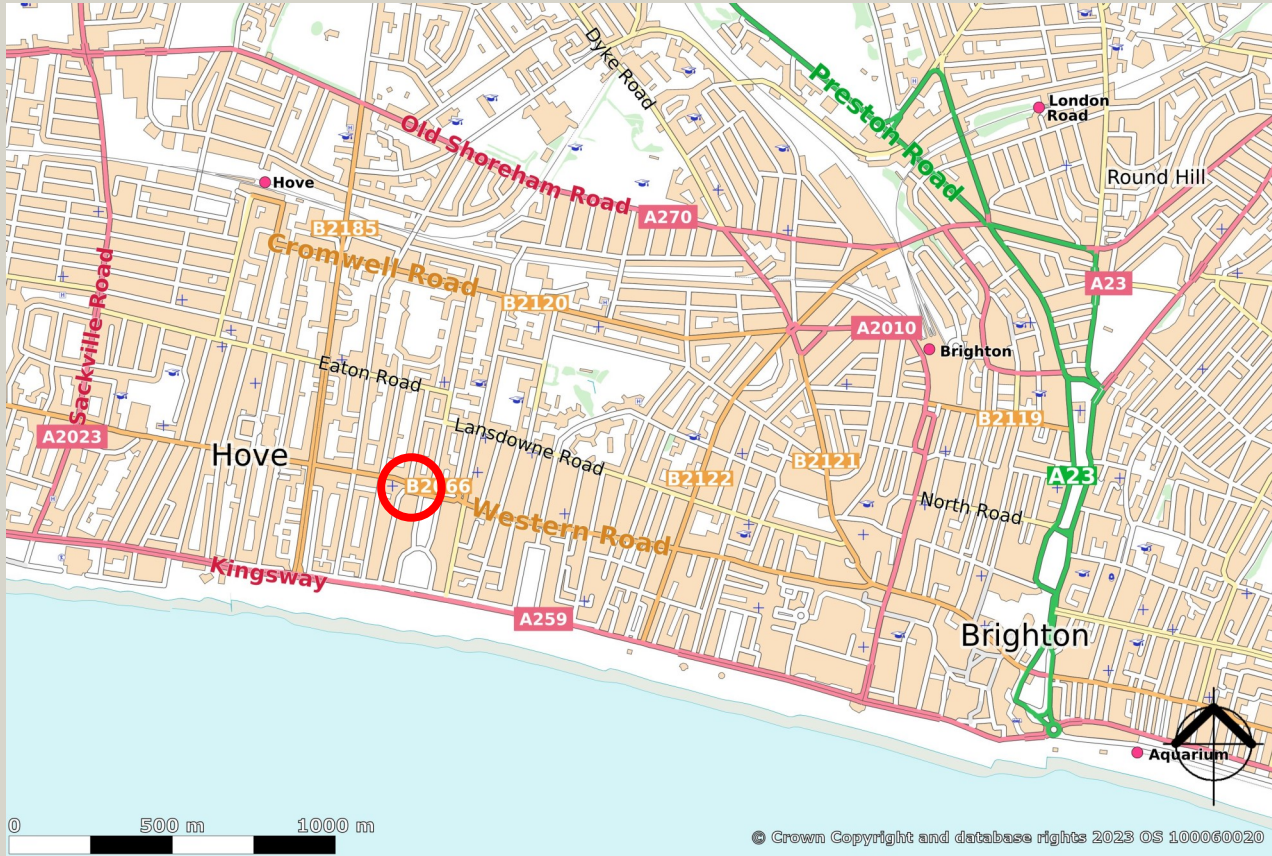 Dyke Road
Preston Road
London
Road
Old Shoreham Road
Round Hill
Hove
A270
B2185
Cromwell Road
A23
B2120
A2010
Sackville Road
Brighton
Eaton Road
B2119
Lansdowne Road
A2023
Hove
B2121
B2122
A23
North Road
Western Road
Kingsway
A259
Brighton
Aquarium
0 500 m 1000 m
© Crown Copyright and database rights 2023 OS 100060020